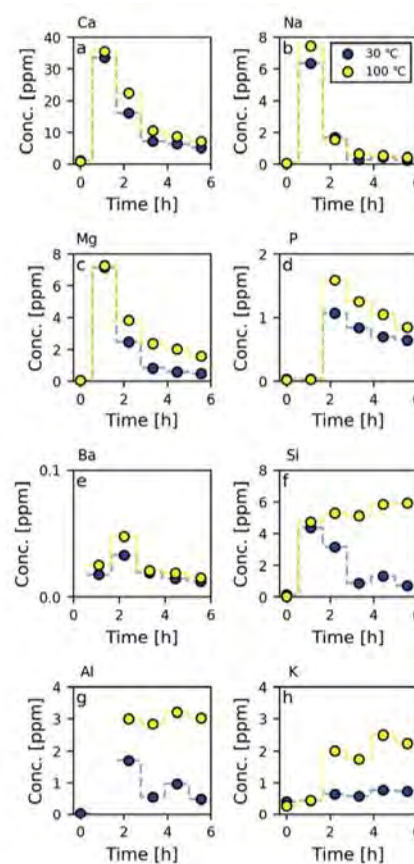 Ca
Na
40
30
20
10
0
a
Conc. [ppm]
0 2 4 6
Time [h]
8
6
4
2
0
b
30 °C
100 °C
Conc. [ppm]
0 2 4 6
Time [h]
Mg
P
8
6
4
2
0
c
Conc. [ppm]
0 2 4 6
Time [h]
2
1
0
d
Conc. [ppm]
0 2 4 6
Time [h]
Ba
Si
0.1
0.0
e
Conc. [ppm]
0 2 4 6
Time [h]
8
6
4
2
0
f
Conc. [ppm]
0 2 4 6
Time [h]
Al
K
4
3
2
1
0
g
Conc. [ppm]
0 2 4 6
Time [h]
4
3
2
1
0
h
Conc. [ppm]
0 2 4 6
Time [h]